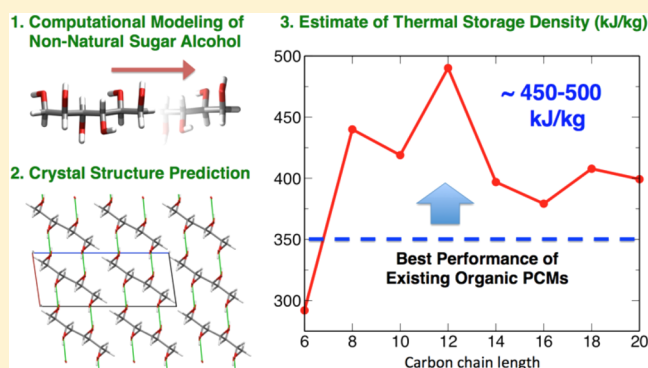 1. Computational Modeling of
Non-Natural Sugar Alcohol
2. Crystal Structure Prediction
3. Estimate of Thermal Storage Density (kJ/kg)
500
450
400
350
300
~ 450-500
kJ/kg
Best Performance of
Existing Organic PCMs
6 8 10 12 14 16 18 20
Carbon chain length